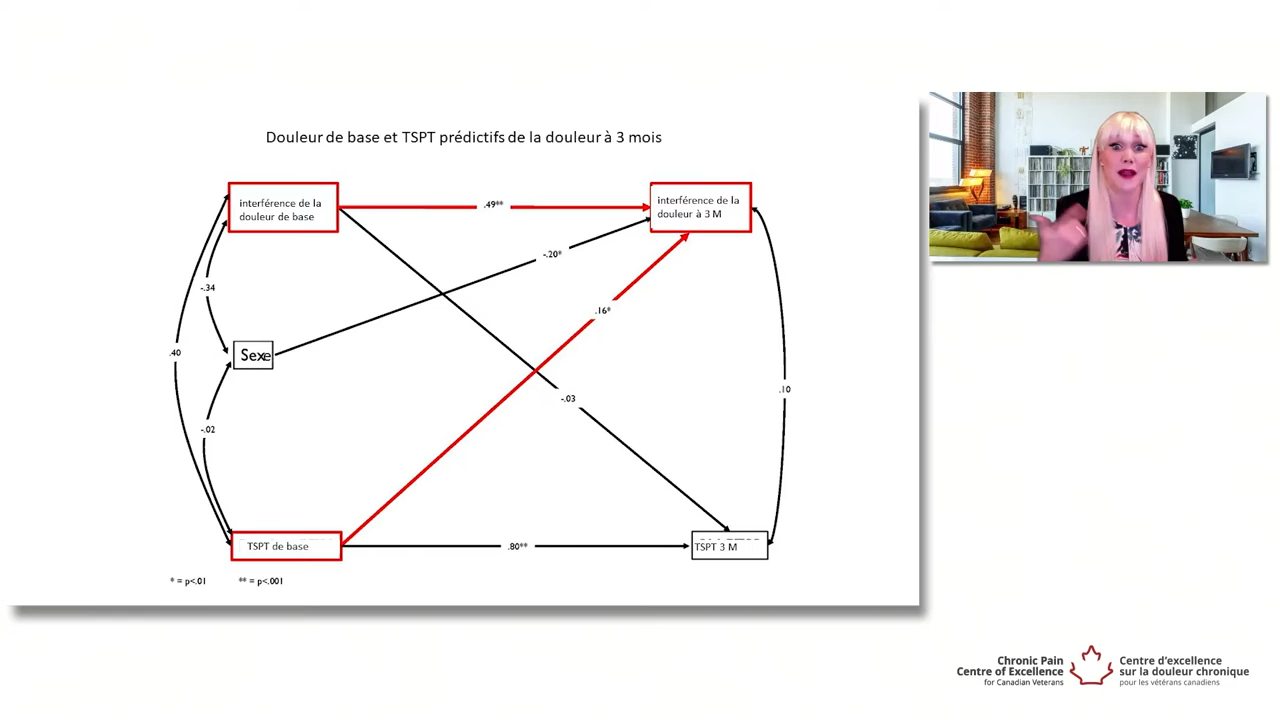 Douleur de base et TSPT prédictifs de la douleur à 3 mois
interférence de la
douleur de base
.49**
interférence de la
douleur à 3 M
-.20*
-.34
.16*
.40
Sexe
-.03
.10
-.02
TSPT de base
.80**
TSPT 3 M
* = p<.01
** = p<.001
Chronic Pain
Centre of Excellence
for Canadian Veterans
Centre d'excellence
sur la douleur chronique
pour les vétérans canadiens